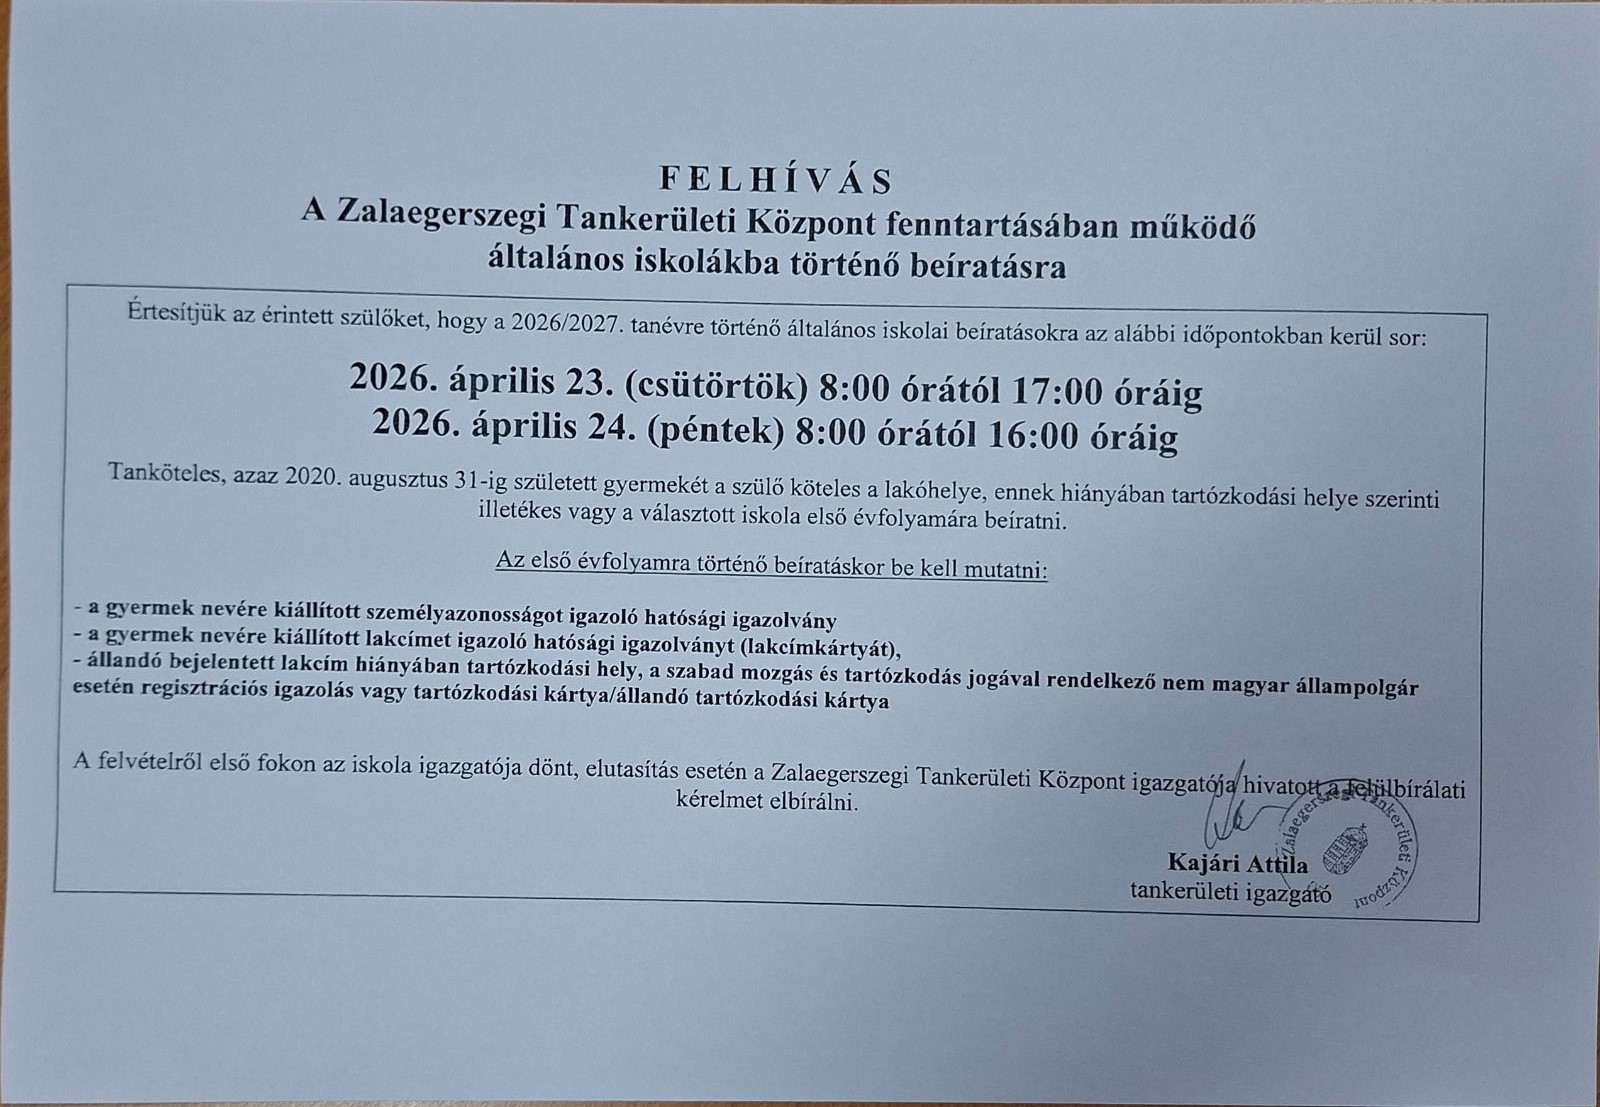 FELHÍVÁS
A Zalaegerszegi Tankerületi Központ fenntartásában működő
általános iskolákba történő beíratásra
Értesítjük az érintett szülőket, hogy a 2026/2027. tanévre történő általános iskolai beíratásokra az alábbi időpontokban kerül sor:
2026. április 23. (csütörtök) 8:00 órától 17:00 óráig
2026. április 24. (péntek) 8:00 órától 16:00 óráig
Tanköteles, azaz 2020. augusztus 31-ig született gyermekét a szülő köteles a lakóhelye, ennek hiányában tartózkodási helye szerinti
illetékes vagy a választott iskola első évfolyamára beíratni.
Az első évfolyamra történő beíratáskor be kell mutatni:
- a gyermek nevére kiállított személyazonosságot igazoló hatósági igazolvány
- a gyermek nevére kiállított lakcímet igazoló hatósági igazolványt (lakcímkártyát),
- állandó bejelentett lakcím hiányában tartózkodási hely, a szabad mozgás és tartózkodás jogával rendelkező nem magyar állampolgár
esetén regisztrációs igazolás vagy tartózkodási kártya/állandó tartózkodási kártya
A felvételről első fokon az iskola igazgatója dönt, elutasítás esetén a Zalaegerszegi Tankerületi Központ igazgatója hivatott a felülbírálati
kérelmet elbírálni.
Zalaegerszegi Tankerületi Központ
Kajári Attila
tankerületi igazgató